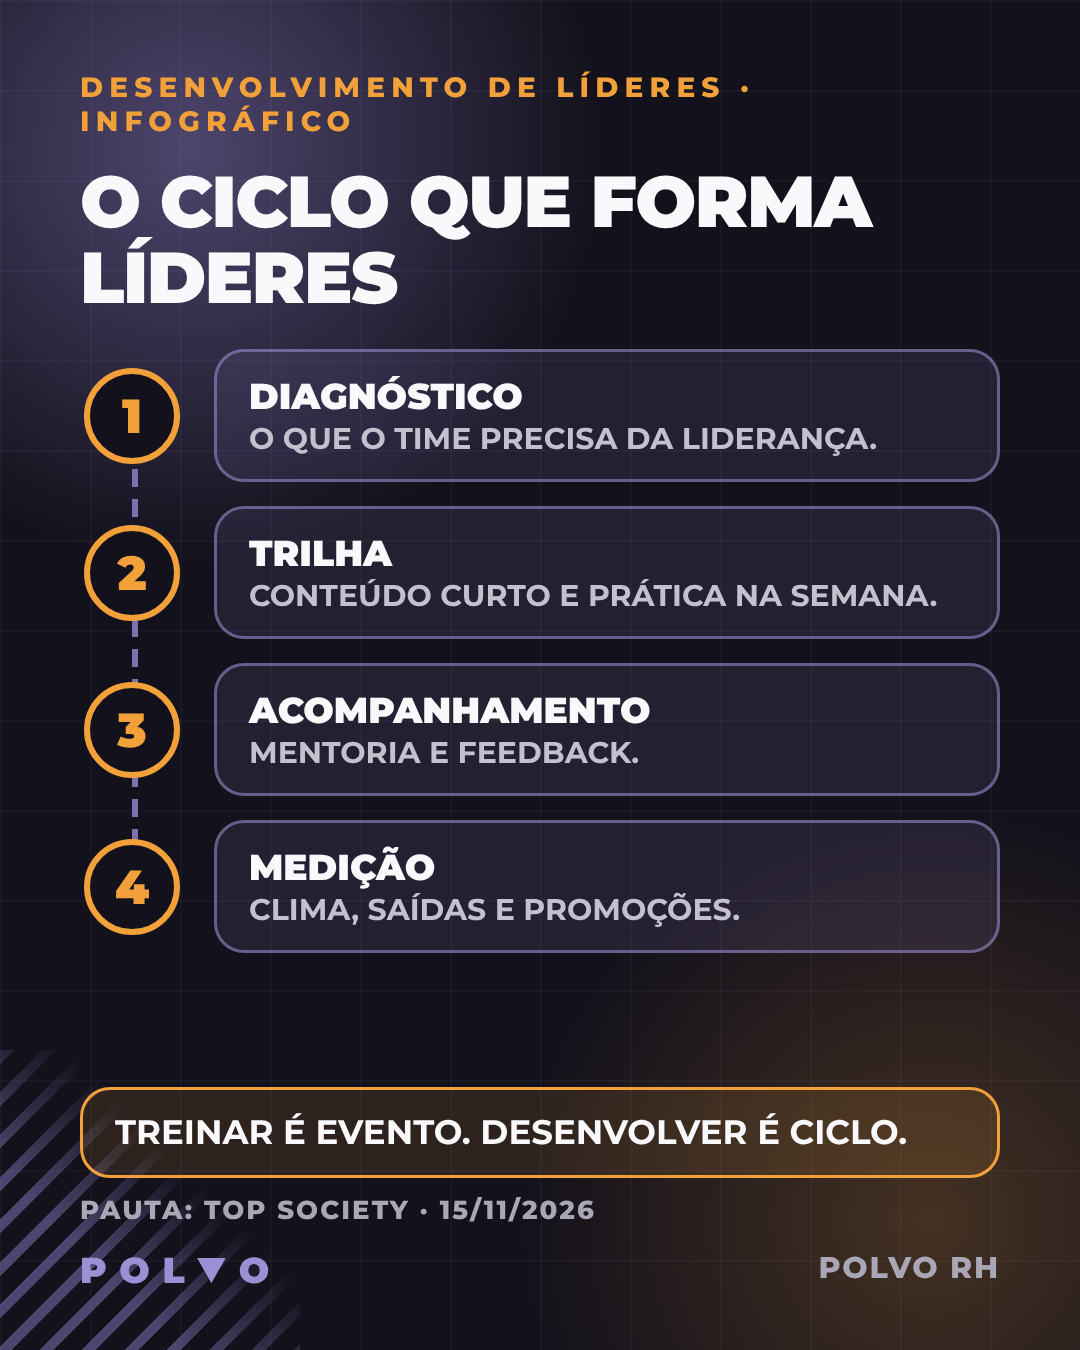 DESENVOLVIMENTO DE LÍDERES ·
INFOGRÁFICO
O CICLO QUE FORMA
LÍDERES
1
DIAGNÓSTICO
O QUE O TIME PRECISA DA LIDERANÇA.
2
TRILHA
CONTEÚDO CURTO E PRÁTICA NA SEMANA.
3
ACOMPANHAMENTO
MENTORIA E FEEDBACK.
4
MEDIÇÃO
CLIMA, SAÍDAS E PROMOÇÕES.
TREINAR É EVENTO. DESENVOLVER É CICLO.
PAUTA: TOP SOCIETY · 15/11/2026
POLVO
POLVO RH